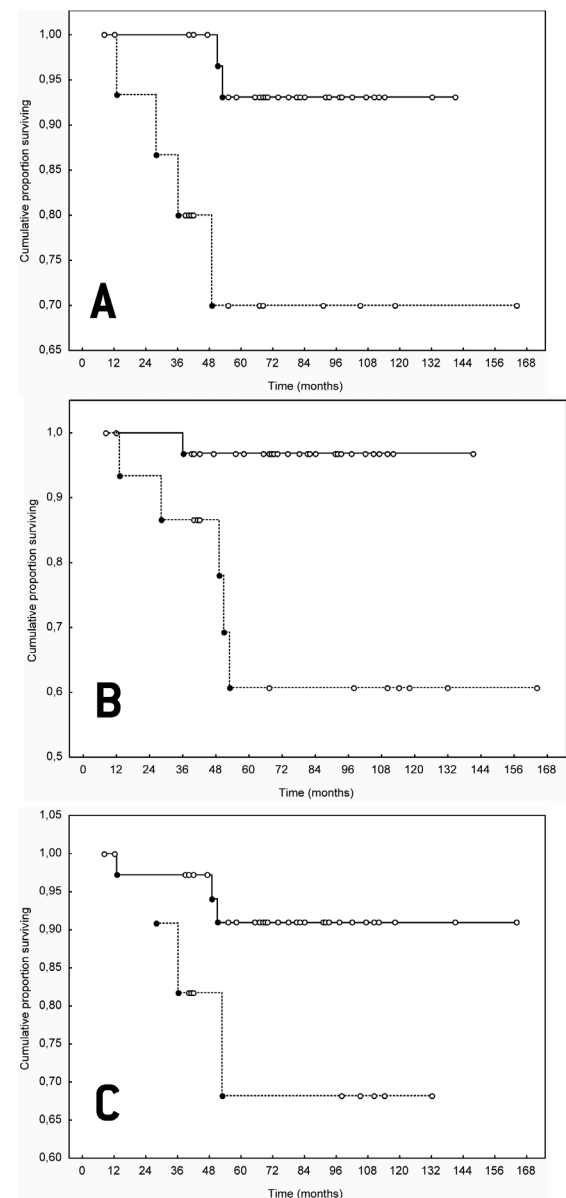 1,00
0,95
0,90
0,85
0,80
0,75
0,70
0,65
Cumulative proportion surviving
A
0 12 24 36 48 60 72 84 96 108 120 132 144 156 168
Time (months)
1,0
0,9
0,8
0,7
0,6
0,5
Cumulative proportion surviving
B
0 12 24 36 48 60 72 84 96 108 120 132 144 156 168
Time (months)
1,05
1,00
0,95
0,90
0,85
0,80
0,75
0,70
0,65
0,60
Cumulative proportion surviving
C
0 12 24 36 48 60 72 84 96 108 120 132 144 156 168
Time (months)